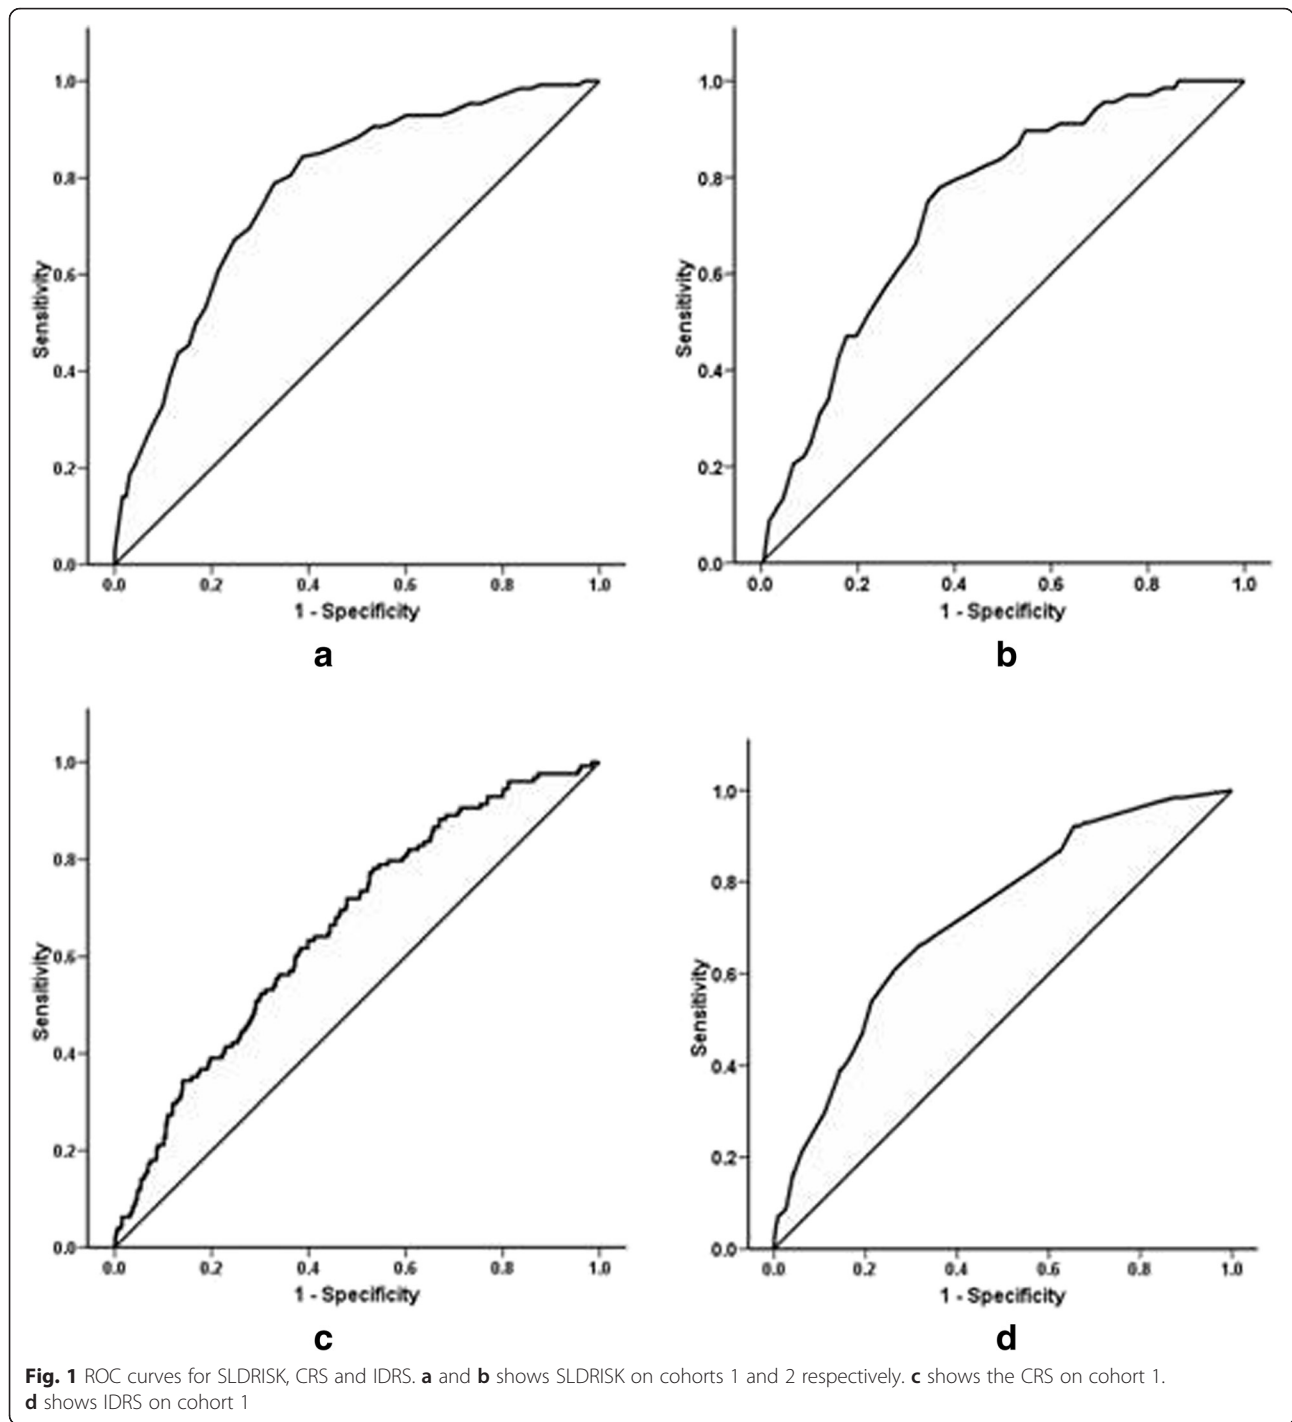 1.0
0.8
0.6
0.4
0.2
0.0
Sensitivity
0.0 0.2 0.4 0.6 0.8 1.0
1 - Specificity
a
1.0
0.8
0.6
0.4
0.2
0.0
Sensitivity
0.0 0.2 0.4 0.6 0.8 1.0
1 - Specificity
b
1.0
0.8
0.6
0.4
0.2
0.0
Sensitivity
0.0 0.2 0.4 0.6 0.8 1.0
1 - Specificity
c
1.0
0.8
0.6
0.4
0.2
0.0
Sensitivity
0.0 0.2 0.4 0.6 0.8 1.0
1 - Specificity
d
Fig. 1 ROC curves for SLDRISK, CRS and IDRS. a and b shows SLDRISK on cohorts 1 and 2 respectively. c shows the CRS on cohort 1.
d shows IDRS on cohort 1